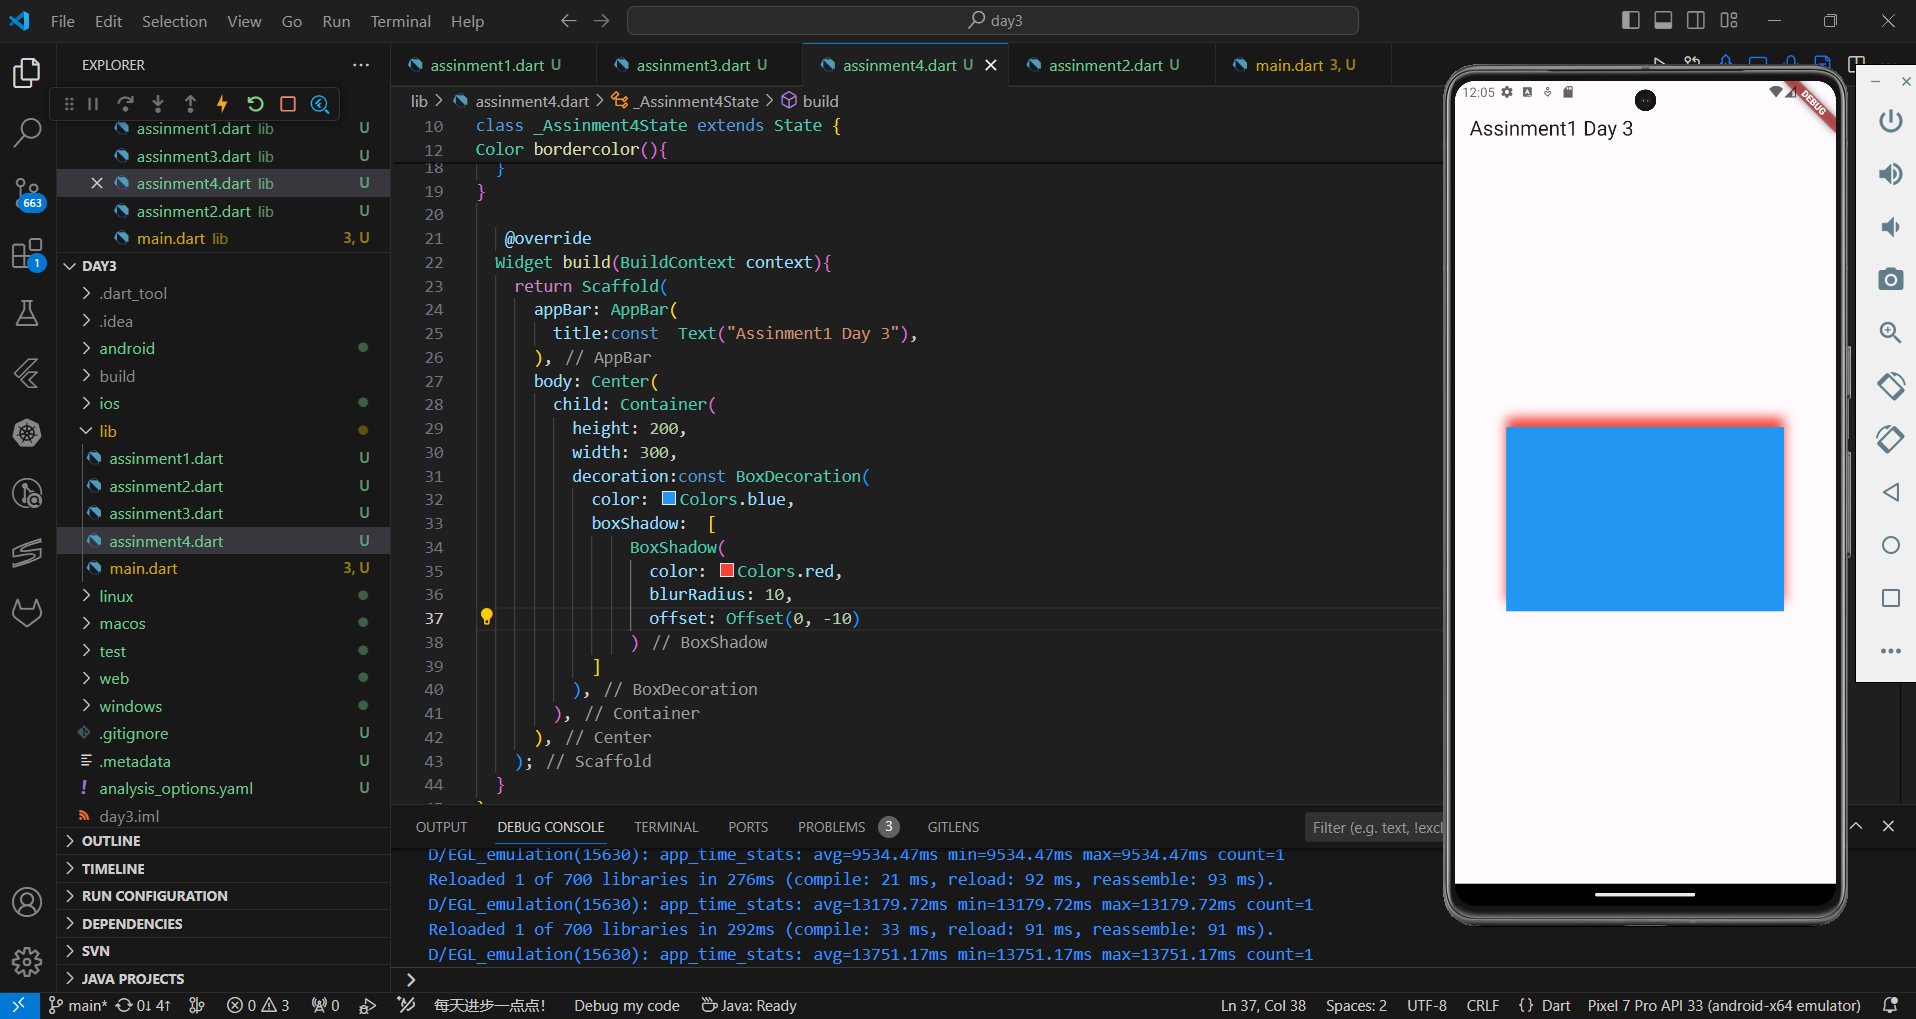 File Edit Selection View Go Run Terminal Help
day3
EXPLORER
assinment1.dart lib U
assinment3.dart lib U
assinment4.dart lib U
assinment2.dart lib U
main.dart lib 3, U
DAY3
.dart_tool
.idea
android
build
ios
lib
assinment1.dart U
assinment2.dart U
assinment3.dart U
assinment4.dart U
main.dart 3, U
linux
macos
test
web
windows
.gitignore U
.metadata U
analysis_options.yaml U
day3.iml
OUTLINE
TIMELINE
RUN CONFIGURATION
DEPENDENCIES
SVN
JAVA PROJECTS
663
1
assinment1.dart U assinment3.dart U assinment4.dart U assinment2.dart U main.dart 3, U
lib > assinment4.dart > _Assinment4State > build
10 class _Assinment4State extends State {
12 Color bordercolor(){
18 }
19 }
20
21 @override
22 Widget build(BuildContext context){
23 return Scaffold(
24 appBar: AppBar(
25 title:const  Text("Assinment1 Day 3"),
26 ), // AppBar
27 body: Center(
28 child: Container(
29 height: 200,
30 width: 300,
31 decoration:const BoxDecoration(
32 color: Colors.blue,
33 boxShadow:  [
34 BoxShadow(
35 color: Colors.red,
36 blurRadius: 10,
37 offset: Offset(0, -10)
38 ) // BoxShadow
39 ]
40 ), // BoxDecoration
41 ), // Container
42 ), // Center
43 ); // Scaffold
44 }
OUTPUT DEBUG CONSOLE TERMINAL PORTS PROBLEMS 3 GITLENS
Filter (e.g. text, !excl
D/EGL_emulation(15630): app_time_stats: avg=9534.47ms min=9534.47ms max=9534.47ms count=1
Reloaded 1 of 700 libraries in 276ms (compile: 21 ms, reload: 92 ms, reassemble: 93 ms).
D/EGL_emulation(15630): app_time_stats: avg=13179.72ms min=13179.72ms max=13179.72ms count=1
Reloaded 1 of 700 libraries in 292ms (compile: 33 ms, reload: 91 ms, reassemble: 91 ms).
D/EGL_emulation(15630): app_time_stats: avg=13751.17ms min=13751.17ms max=13751.17ms count=1
12:05
DEBUG
Assinment1 Day 3
main* 0↓ 4↑ 0 3 0 每天进步一点点! Debug my code Java: Ready Ln 37, Col 38 Spaces: 2 UTF-8 CRLF {} Dart Pixel 7 Pro API 33 (android-x64 emulator)